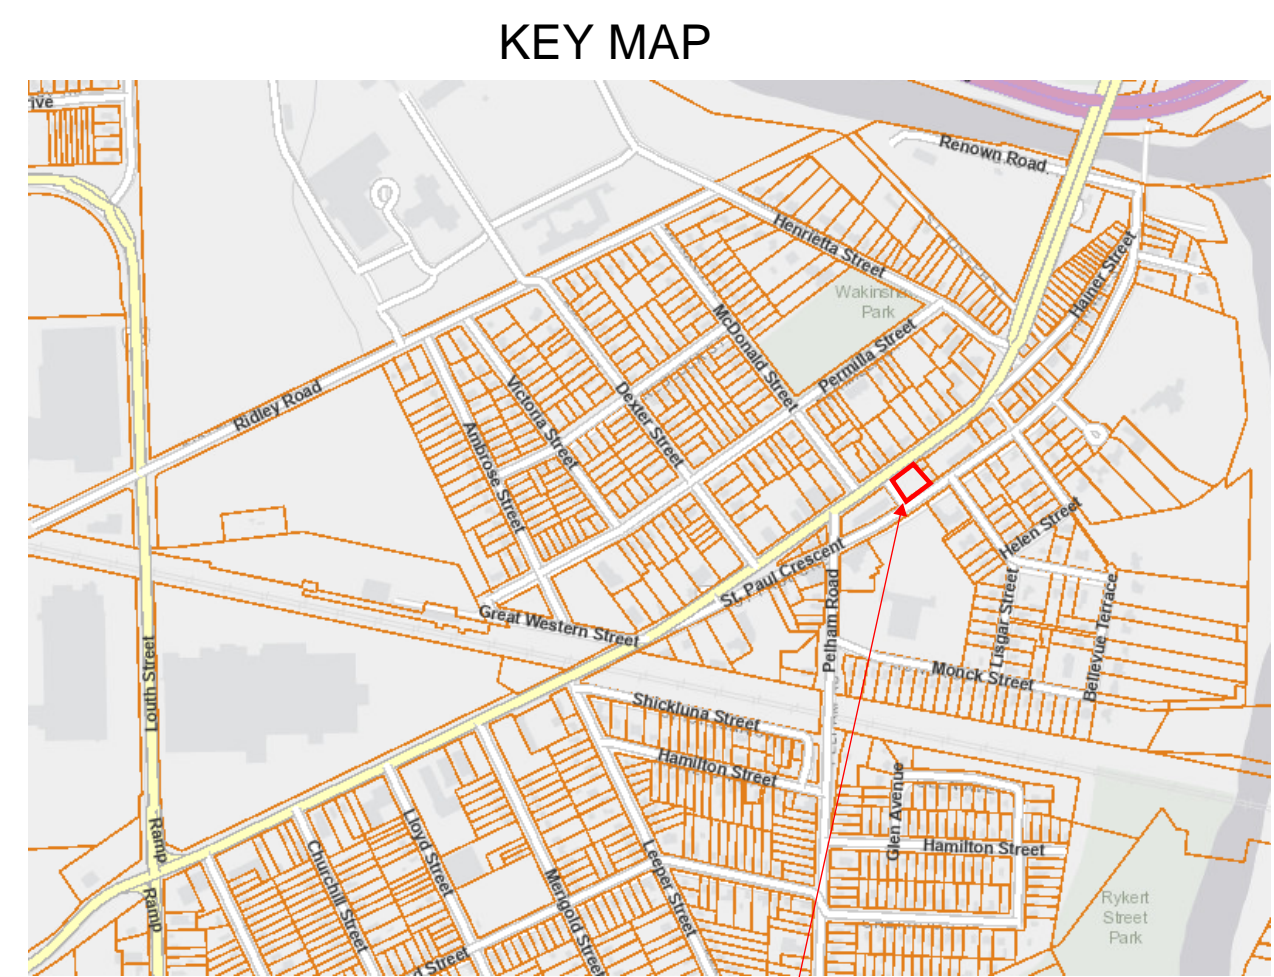 KEY MAP
ive
Renown Road
Henrietta Street
Hainer Street
Wakinsha
Park
McDonald Street
Permilla Street
Ridley Road
Victoria Street
Dexter Street
Ambrose Street
Helen Street
St. Paul Crescent
Great Western Street
Pelham Road
Lisgar Street
Bellevue Terrace
Monck Street
Louth Street
Shickluna Street
Hamilton Street
Glen Avenue
Hamilton Street
Ramp
Ramp
Churchill Street
Lloyd Street
Merigold Street
Leeper Street
d Street
Rykert
Street
Park